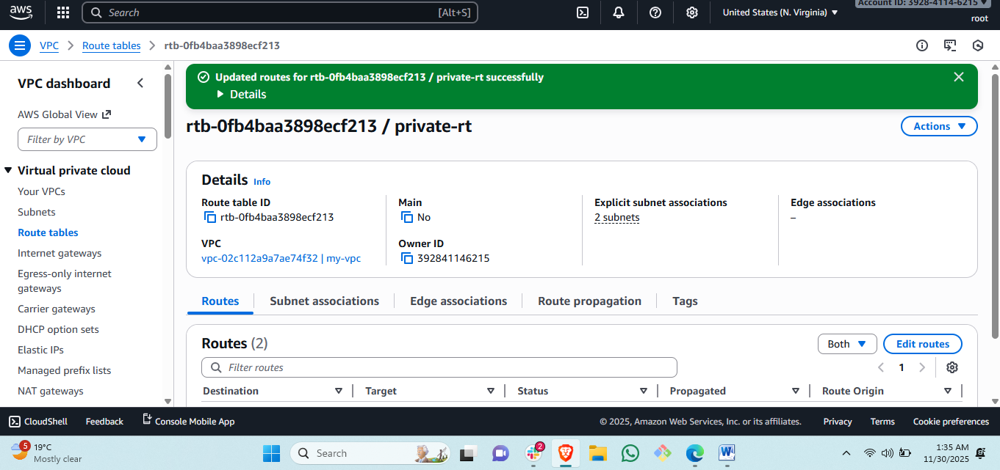 aws
Search
[Alt+S]
United States (N. Virginia)
Account ID: 3928-4114-6215
root
VPC
Route tables
rtb-0fb4baa3898ecf213
VPC dashboard
AWS Global View
Filter by VPC
Virtual private cloud
Your VPCs
Subnets
Route tables
Internet gateways
Egress-only internet
gateways
Carrier gateways
DHCP option sets
Elastic IPs
Managed prefix lists
NAT gateways
Updated routes for rtb-0fb4baa3898ecf213 / private-rt successfully
Details
rtb-0fb4baa3898ecf213 / private-rt
Actions
Details Info
Route table ID
rtb-0fb4baa3898ecf213
VPC
vpc-02c112a9a7ae74f32 | my-vpc
Main
No
Owner ID
392841146215
Explicit subnet associations
2 subnets
Edge associations
–
Routes
Subnet associations
Edge associations
Route propagation
Tags
Routes (2)
Both
Edit routes
Filter routes
1
Destination
Target
Status
Propagated
Route Origin
CloudShell
Feedback
Console Mobile App
© 2025, Amazon Web Services, Inc. or its affiliates.
Privacy
Terms
Cookie preferences
5
19°C
Mostly clear
Search
2
1:35 AM
11/30/2025